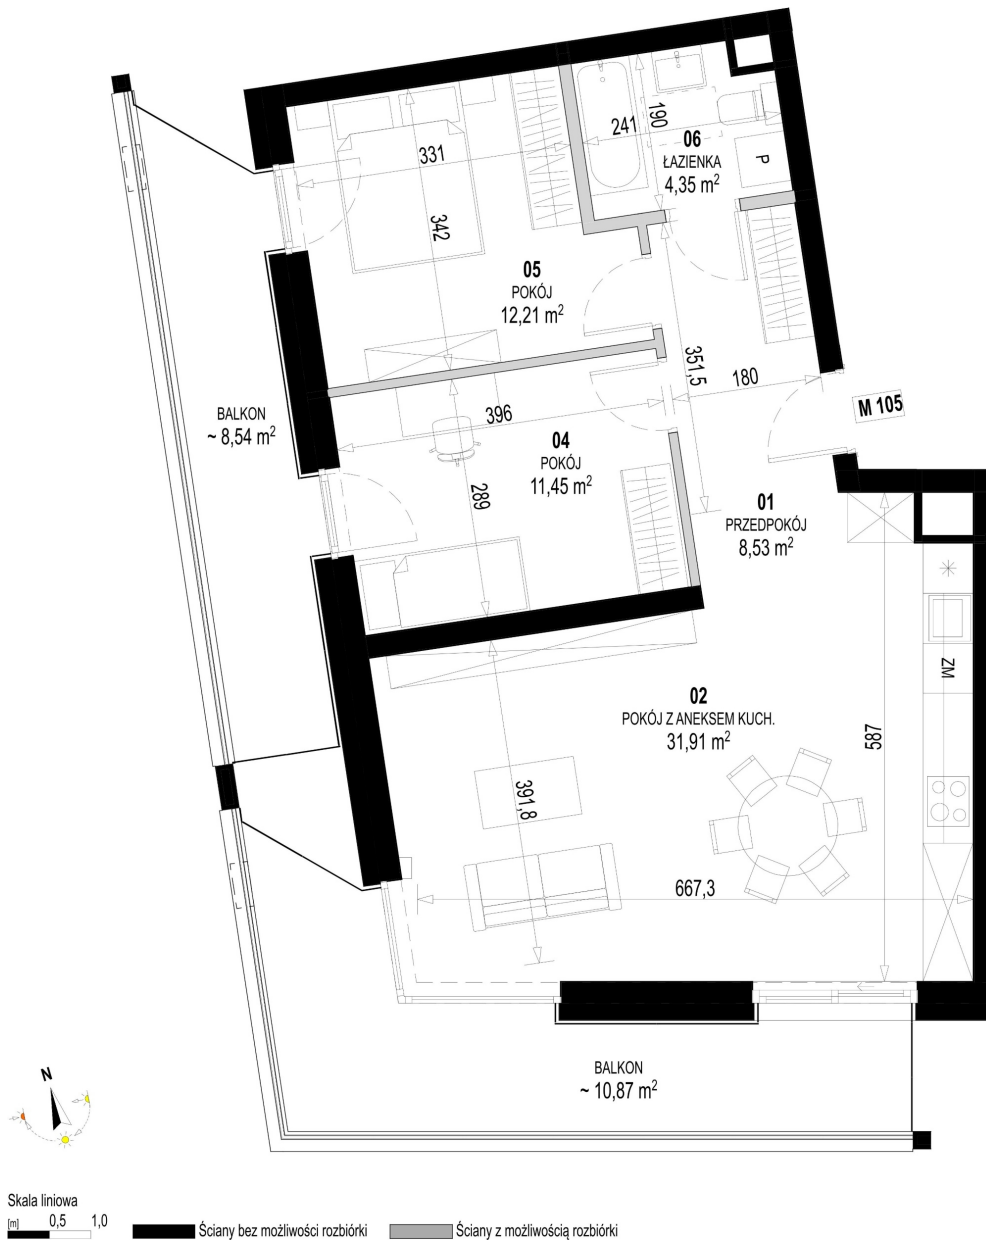 241
190
06
ŁAZIENKA
4,35 m²
P
331
342
05
POKÓJ
12,21 m²
351,5
180
M 105
BALKON
~ 8,54 m²
396
04
POKÓJ
11,45 m²
289
01
PRZEDPOKÓJ
8,53 m²
ZM
02
POKÓJ Z ANEKSEM KUCH.
31,91 m²
587
391,8
667,3
BALKON
~ 10,87 m²
N
Skala liniowa
[m] 0,5 1,0
Ściany bez możliwości rozbiórki
Ściany z możliwością rozbiórki